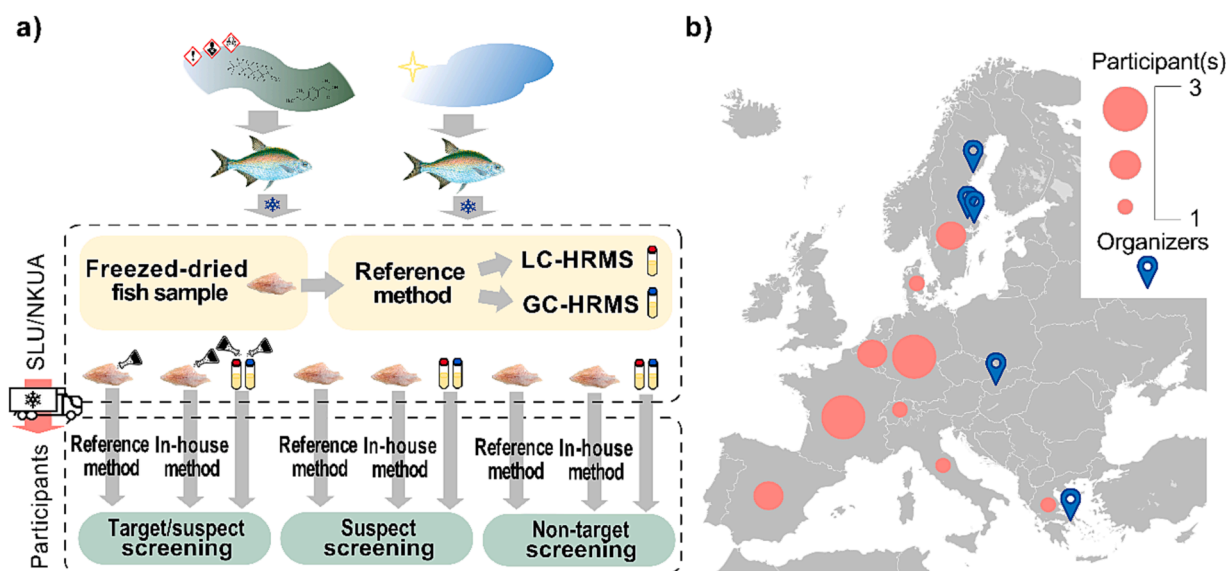 a)
Freezed-dried
fish sample
Reference
method
LC-HRMS
GC-HRMS
SLU/NKUA
Participants
Reference
method
In-house
method
Reference
method
In-house
method
Reference
method
In-house
method
Target/suspect
screening
Suspect
screening
Non-target
screening
b)
Participant(s)
3
1
Organizers